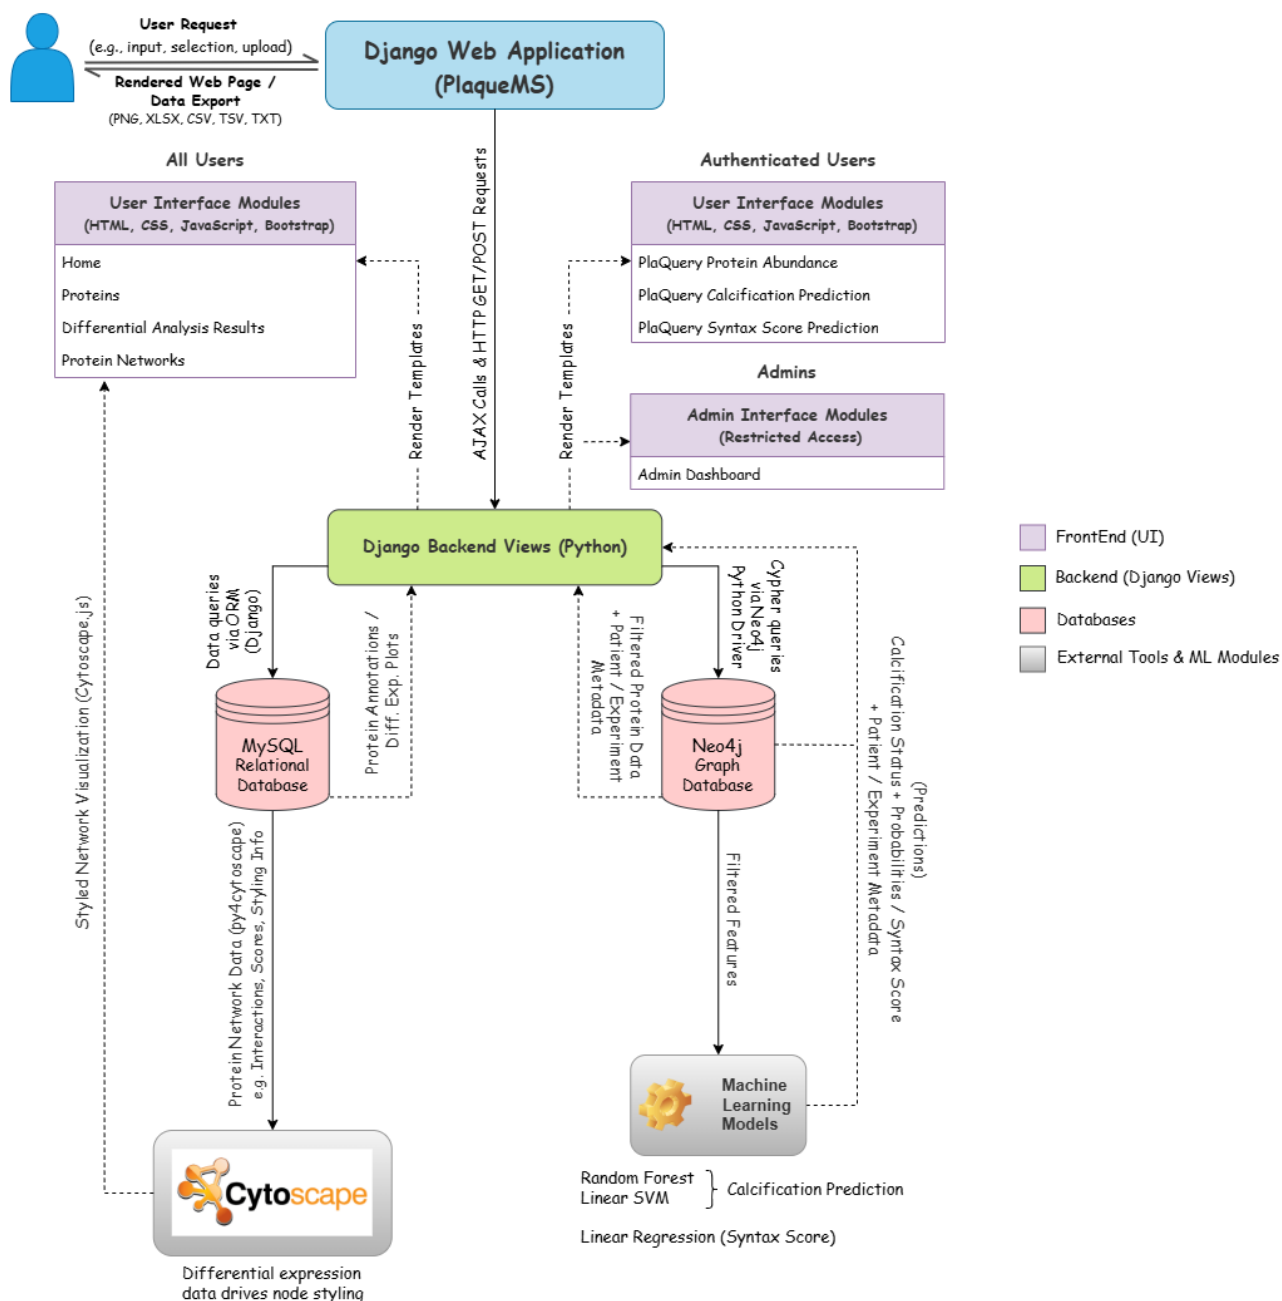 User Request
(e.g., input, selection, upload)
Rendered Web Page /
Data Export
(PNG, XLSX, CSV, TSV, TXT)
Django Web Application
(PlaqueMS)
All Users
User Interface Modules
(HTML, CSS, JavaScript, Bootstrap)
Home
Proteins
Differential Analysis Results
Protein Networks
AJAX Calls & HTTP GET/POST Requests
Authenticated Users
User Interface Modules
(HTML, CSS, JavaScript, Bootstrap)
PlaQuery Protein Abundance
PlaQuery Calcification Prediction
PlaQuery Syntax Score Prediction
Admins
Admin Interface Modules
(Restricted Access)
Admin Dashboard
Render Templates
Render Templates
Django Backend Views (Python)
FrontEnd (UI)
Backend (Django Views)
Databases
External Tools & ML Modules
Data queries
via ORM
(Django)
Protein Annotations /
Diff. Exp. Plots
Filtered Protein Data
+ Patient / Experiment
Metadata
Cypher queries
via Neo4j
Python Driver
MySQL
Relational
Database
Neo4j
Graph
Database
Styled Network Visualization (Cytoscape.js)
Protein Network Data (py4cytoscape)
e.g. Interactions, Scores, Styling Info
Filtered Features
(Predictions)
Calcification Status + Probabilities / Syntax Score
+ Patient / Experiment Metadata
Cytoscape
Differential expression
data drives node styling
Machine
Learning
Models
Random Forest
Linear SVM
Calcification Prediction
Linear Regression (Syntax Score)